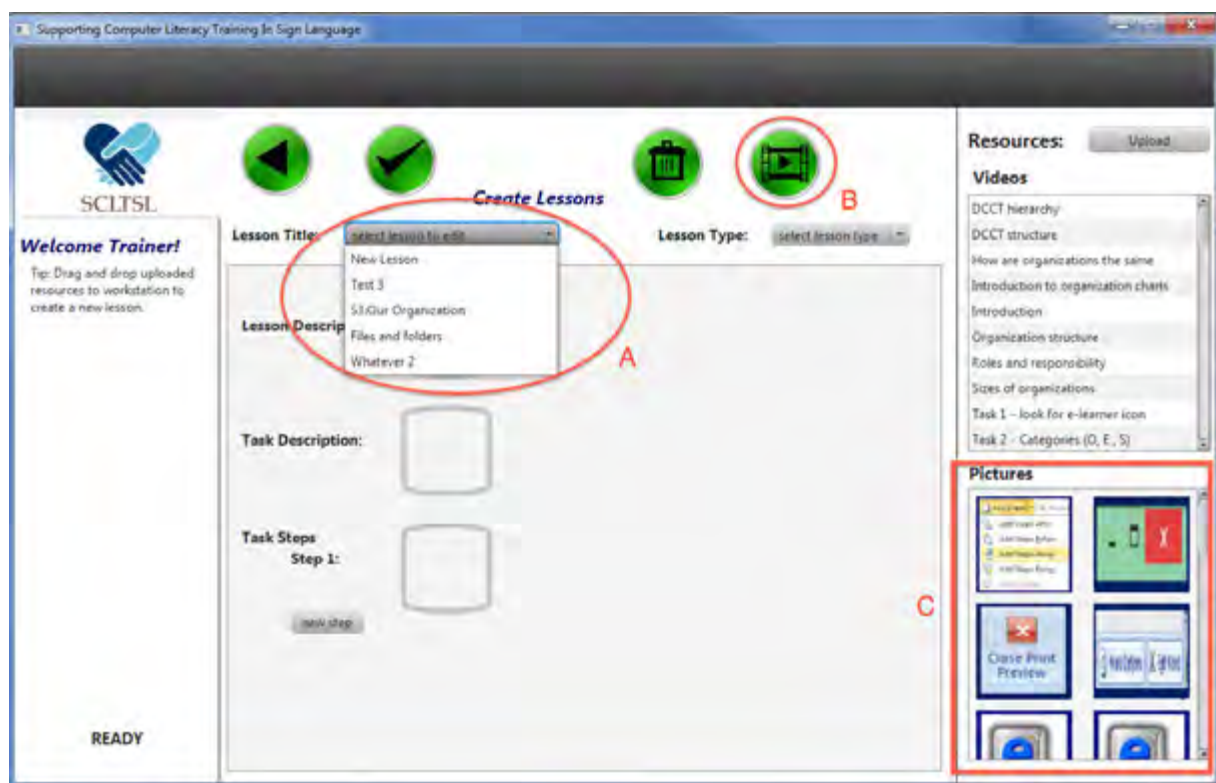 Supporting Computer Literacy Training In Sign Language
SCLTSL
Welcome Trainer!
Tip: Drag and drop uploaded
resources to workstation to
create a new lesson.
READY
Create Lessons
B
Lesson Title:
select lesson to edit
New Lesson
Test 3
S3:Our Organization
Files and folders
Whatever 2
A
Lesson Type:
select lesson type
Lesson Descrip
Task Description:
Task Steps
Step 1:
new step
Resources:
Upload
Videos
DCCT hierarchy
DCCT structure
How are organizations the same
Introduction to organization charts
Introduction
Organization structure
Roles and responsibility
Sizes of organizations
Task 1 - look for e-learner icon
Task 2 - Categories (O, E, S)
Pictures
C
Close Print
Preview